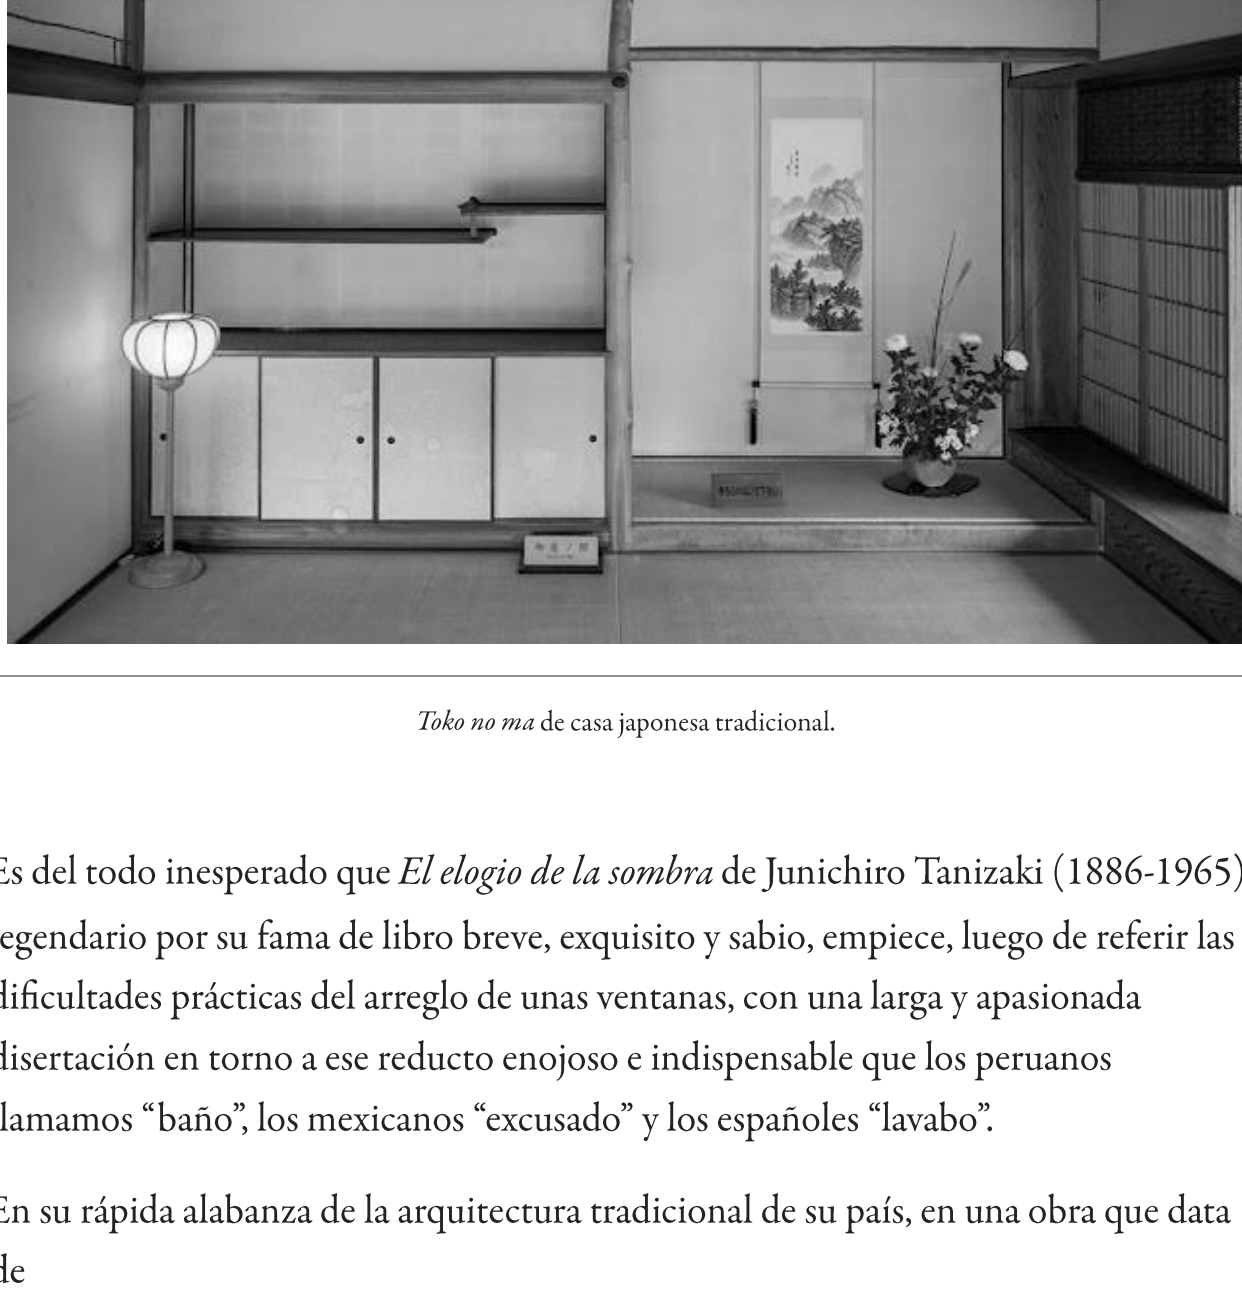 Toko no ma de casa japonesa tradicional.
Es del todo inesperado que El elogio de la sombra de Junichiro Tanizaki (1886-1965)
legendario por su fama de libro breve, exquisito y sabio, empiece, luego de referir las
dificultades prácticas del arreglo de unas ventanas, con una larga y apasionada
disertación en torno a ese reducto enojoso e indispensable que los peruanos
llamamos “baño”, los mexicanos “excusado” y los españoles “lavabo”.
En su rápida alabanza de la arquitectura tradicional de su país, en una obra que data
de